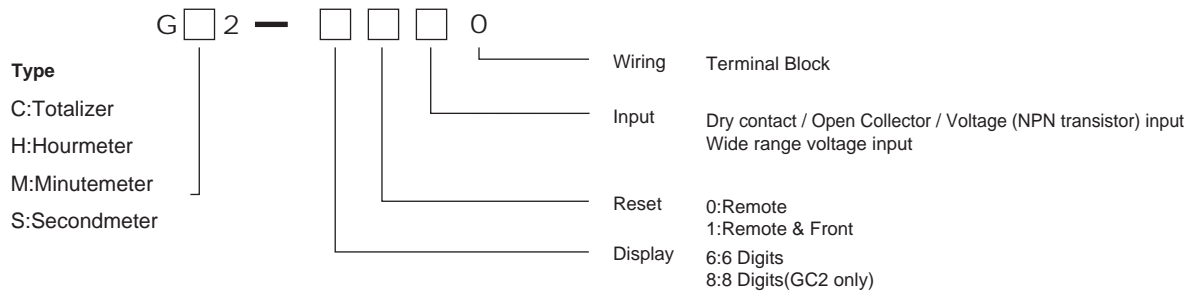 G□2 — □□□0
Type
C:Totalizer
H:Hourmeter
M:Minutemeter
S:Secondmeter
Wiring Terminal Block
Input Dry contact / Open Collector / Voltage (NPN transistor) input
Wide range voltage input
Reset 0:Remote
1:Remote & Front
Display 6:6 Digits
8:8 Digits(GC2 only)